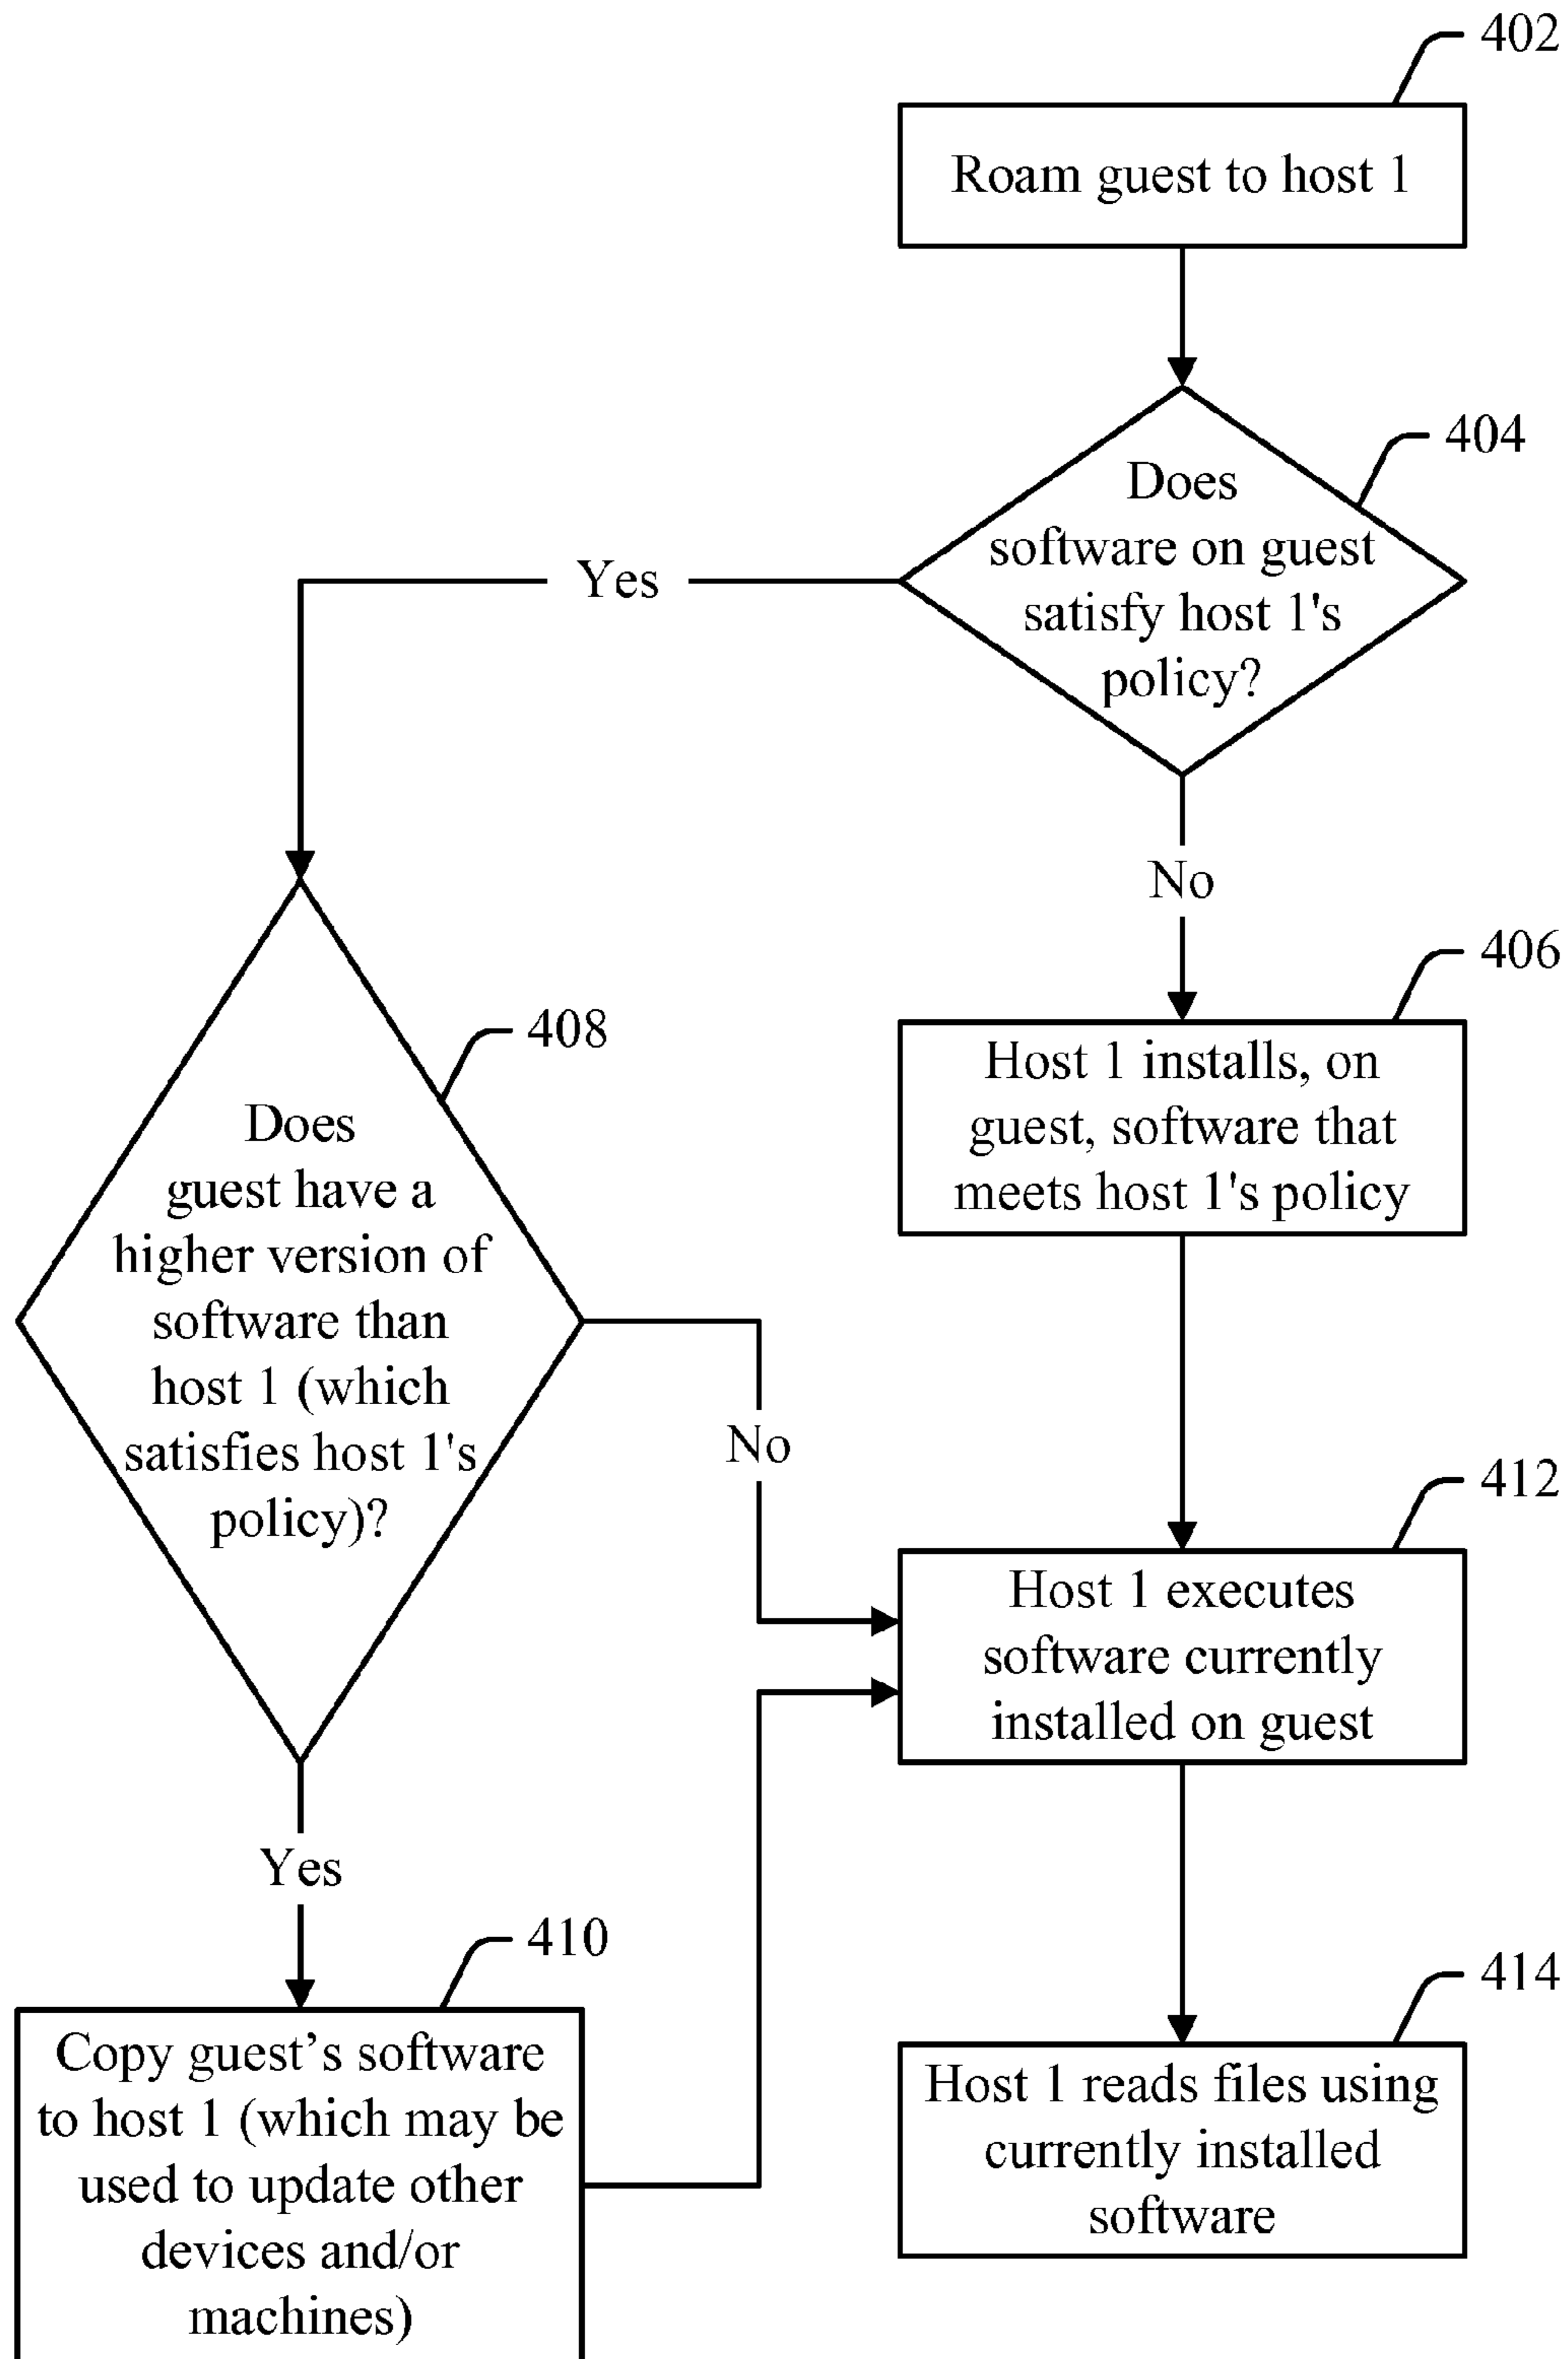 402
Roam guest to host 1
404
Does
software on guest
satisfy host 1's
policy?
Yes
No
406
Host 1 installs, on
guest, software that
meets host 1's policy
408
Does
guest have a
higher version of
software than
host 1 (which
satisfies host 1's
policy)?
No
412
Host 1 executes
software currently
installed on guest
Yes
410
Copy guest’s software
to host 1 (which may be
used to update other
devices and/or
machines)
414
Host 1 reads files using
currently installed
software